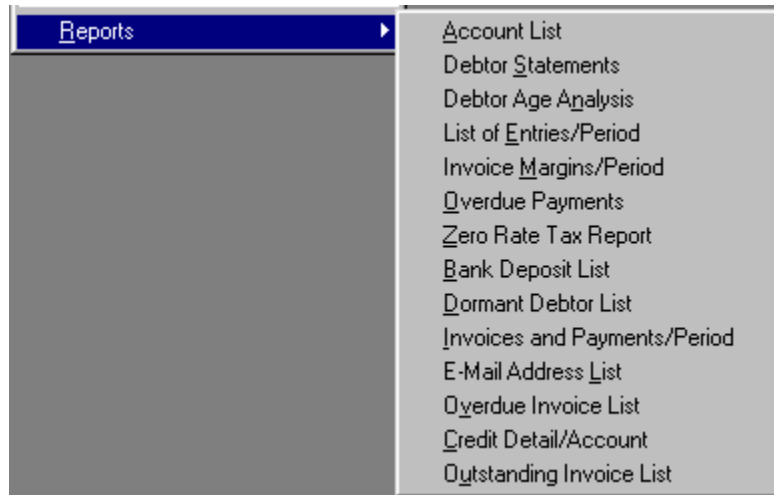 Reports
Account List
Debtor Statements
Debtor Age Analysis
List of Entries/Period
Invoice Margins/Period
Overdue Payments
Zero Rate Tax Report
Bank Deposit List
Dormant Debtor List
Invoices and Payments/Period
E-Mail Address List
Overdue Invoice List
Credit Detail/Account
Outstanding Invoice List